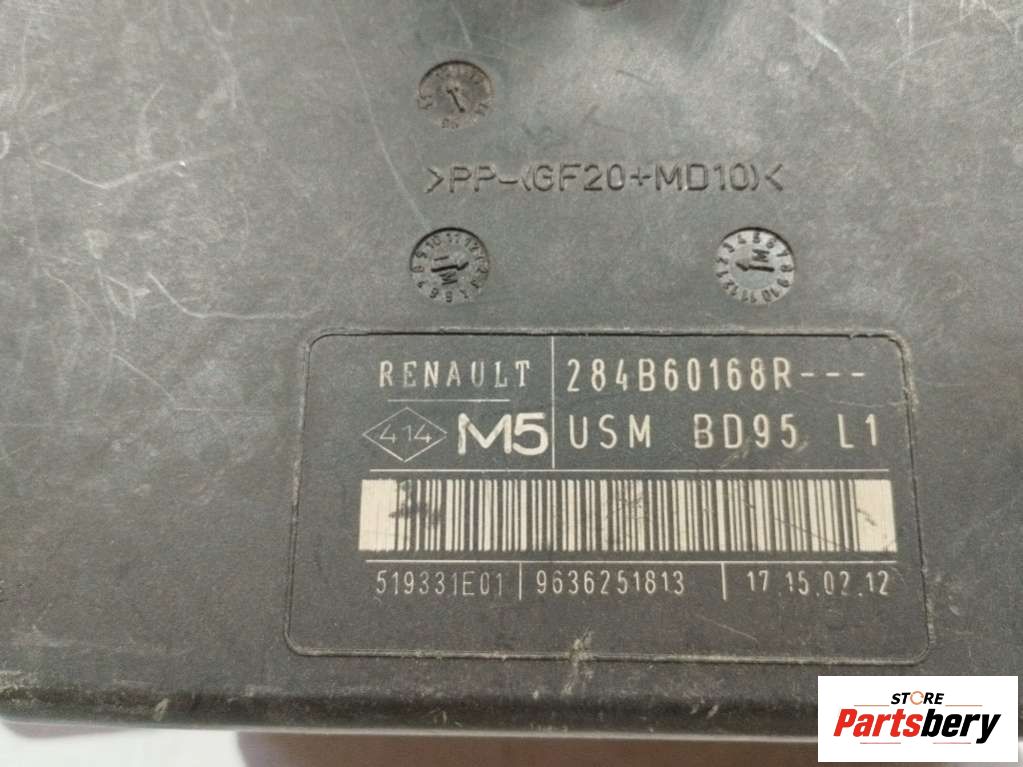 >PP-(GF20+MD10)<
RENAULT
284B60168R---
414 M5
USM BD95 L1
519331E01 | 9636251813 | 17 15.02.12
STORE
Partsbery